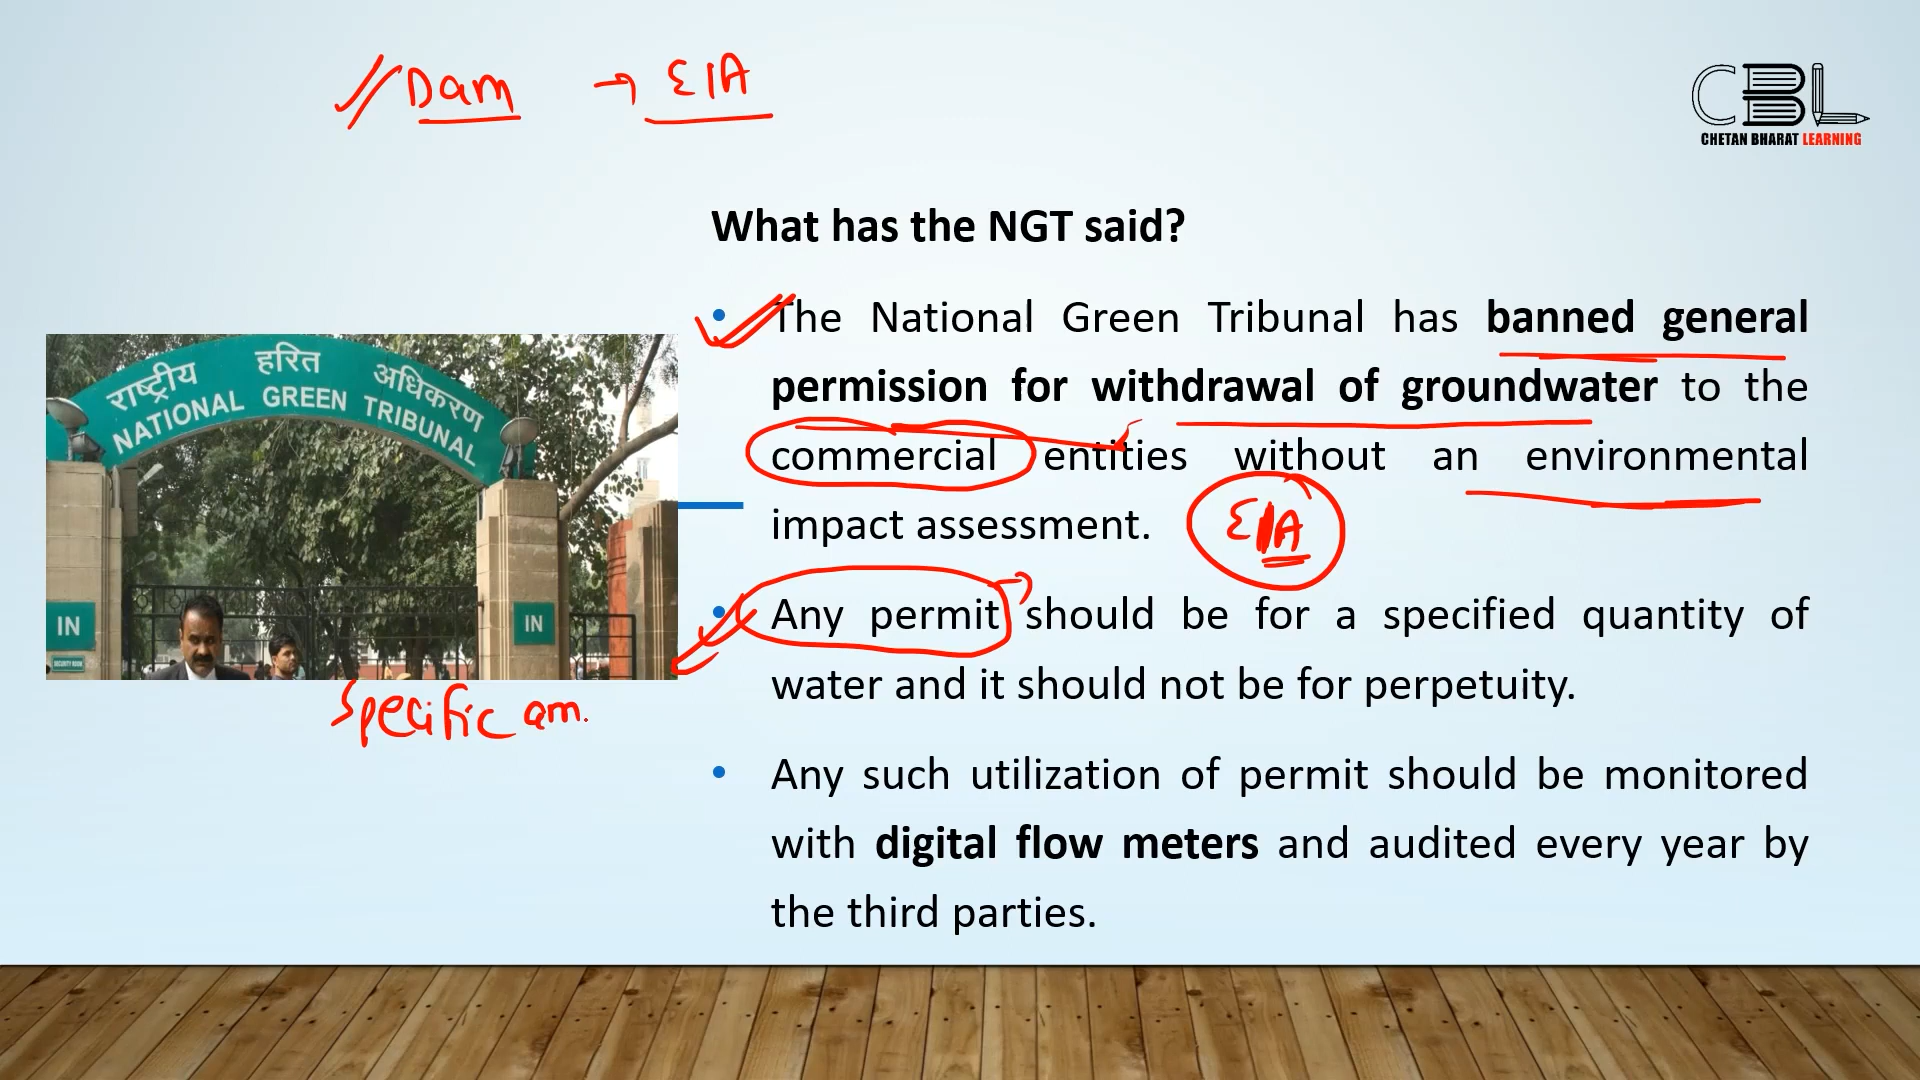 Dam → EIA
CBL
CHETAN BHARAT LEARNING
What has the NGT said?
• The National Green Tribunal has banned general
permission for withdrawal of groundwater to the
commercial entities without an environmental
impact assessment. EIA
• Any permit should be for a specified quantity of
water and it should not be for perpetuity.
• Any such utilization of permit should be monitored
with digital flow meters and audited every year by
the third parties.
राष्ट्रीय हरित अधिकरण
NATIONAL GREEN TRIBUNAL
IN
IN
SECURITY ROOM
Specific am.